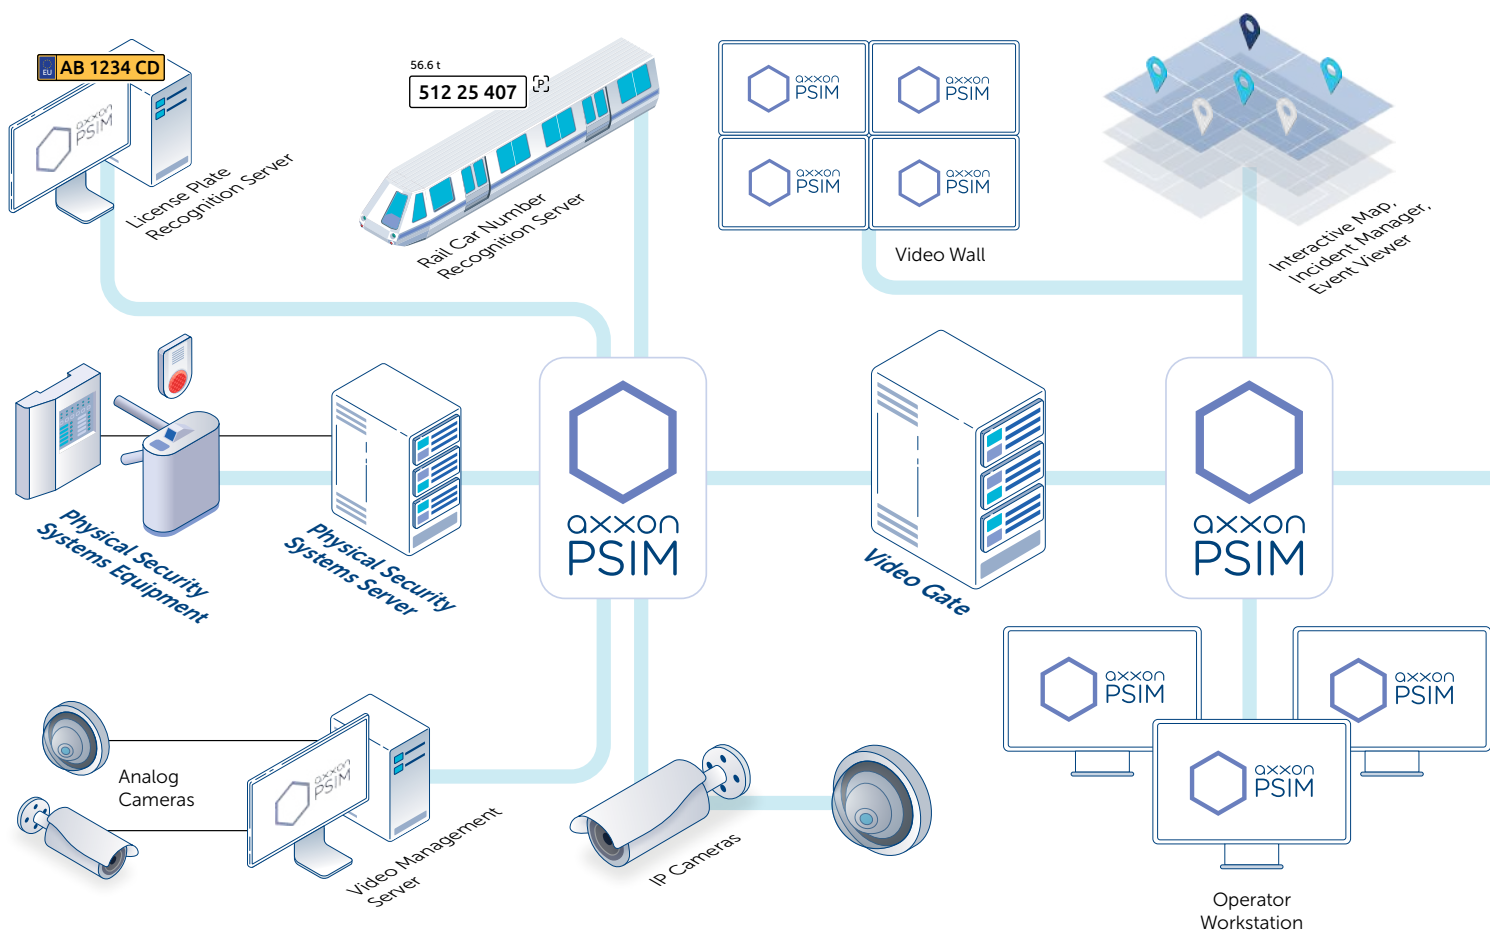 EU
AB 1234 CD
axxon
PSIM
License Plate
Recognition Server
56.6 t
512 25 407
P
Rail Car Number
Recognition Server
axxon
PSIM
axxon
PSIM
axxon
PSIM
axxon
PSIM
Video Wall
Interactive Map,
Incident Manager,
Event Viewer
Physical Security
Systems Equipment
Physical Security
Systems Server
axxon
PSIM
Video Gate
axxon
PSIM
Analog
Cameras
axxon
PSIM
Video Management
Server
IP Cameras
axxon
PSIM
axxon
PSIM
axxon
PSIM
Operator
Workstation